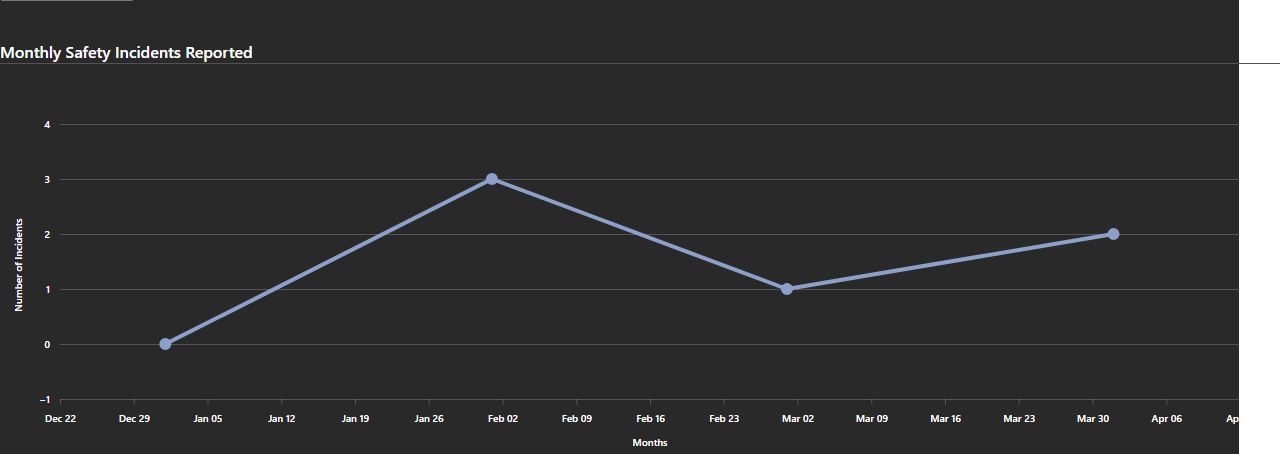 Monthly Safety Incidents Reported
4
3
2
1
0
−1
Number of Incidents
Dec 22 Dec 29 Jan 05 Jan 12 Jan 19 Jan 26 Feb 02 Feb 09 Feb 16 Feb 23 Mar 02 Mar 09 Mar 16 Mar 23 Mar 30 Apr 06
Months